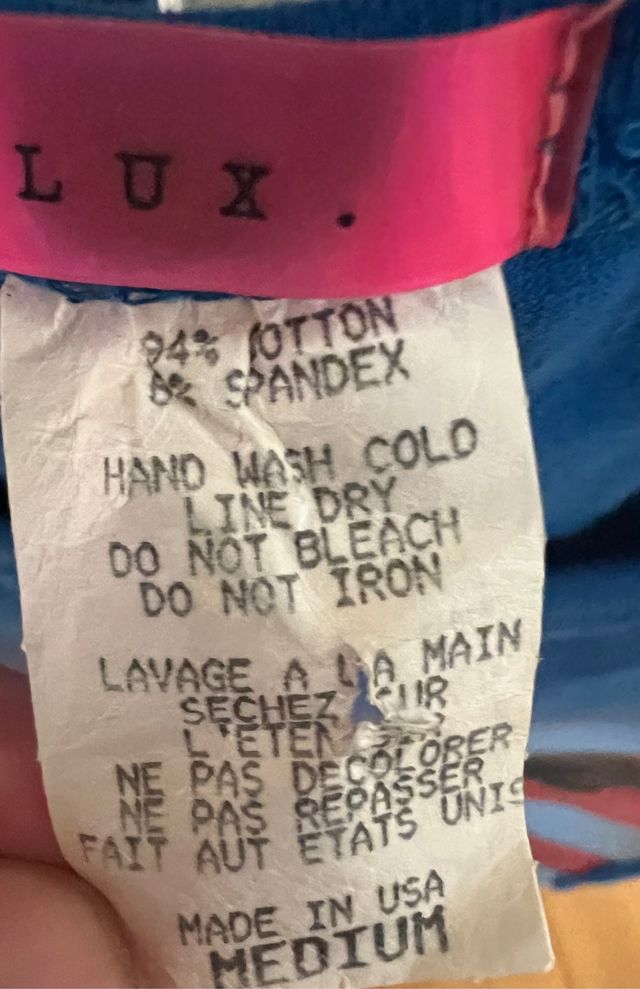 LUX.
94% COTTON
6% SPANDEX
HAND WASH COLD
LINE DRY
DO NOT BLEACH
DO NOT IRON
LAVAGE A LA MAIN
SECHEZ SUR
NE PAS DECOLORER
NE PAS REPASSER
FAIT AUT ETATS UNIS
MADE IN USA
MEDIUM